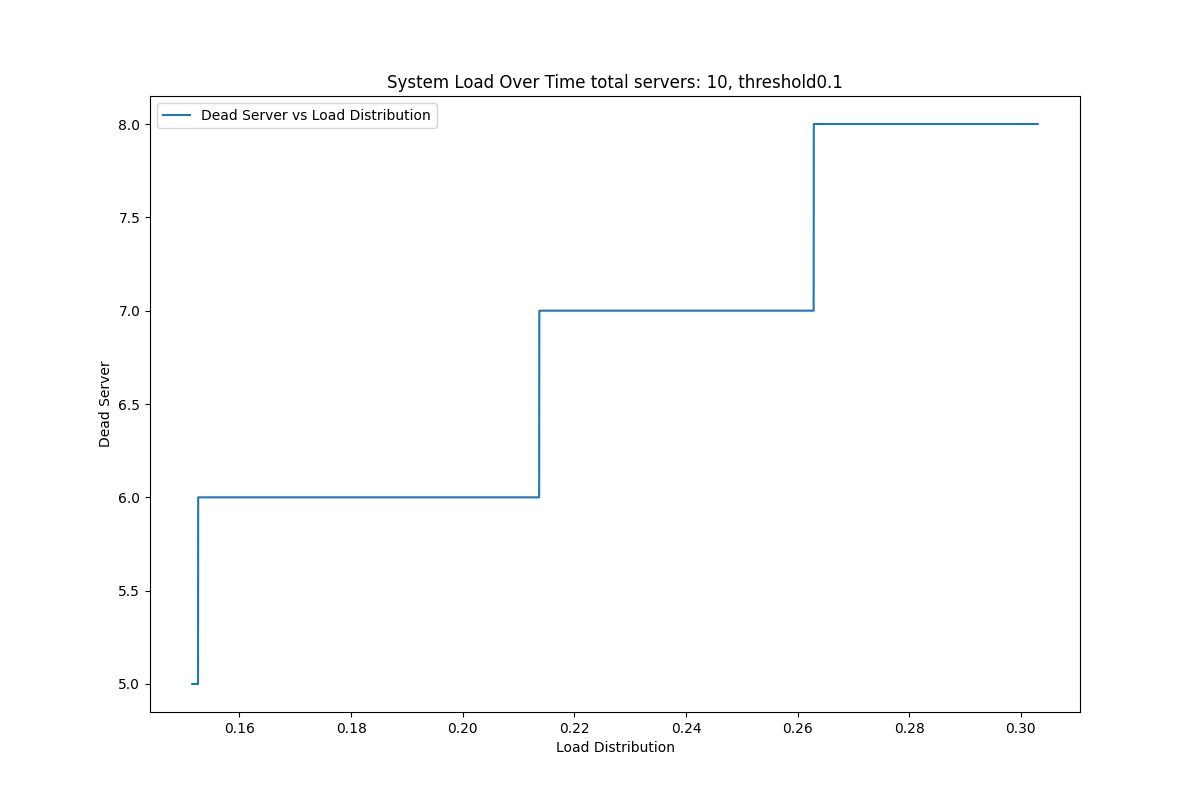 System Load Over Time total servers: 10, threshold0.1
Dead Server vs Load Distribution
8.0
7.5
7.0
6.5
6.0
5.5
5.0
Dead Server
0.16 0.18 0.20 0.22 0.24 0.26 0.28 0.30
Load Distribution